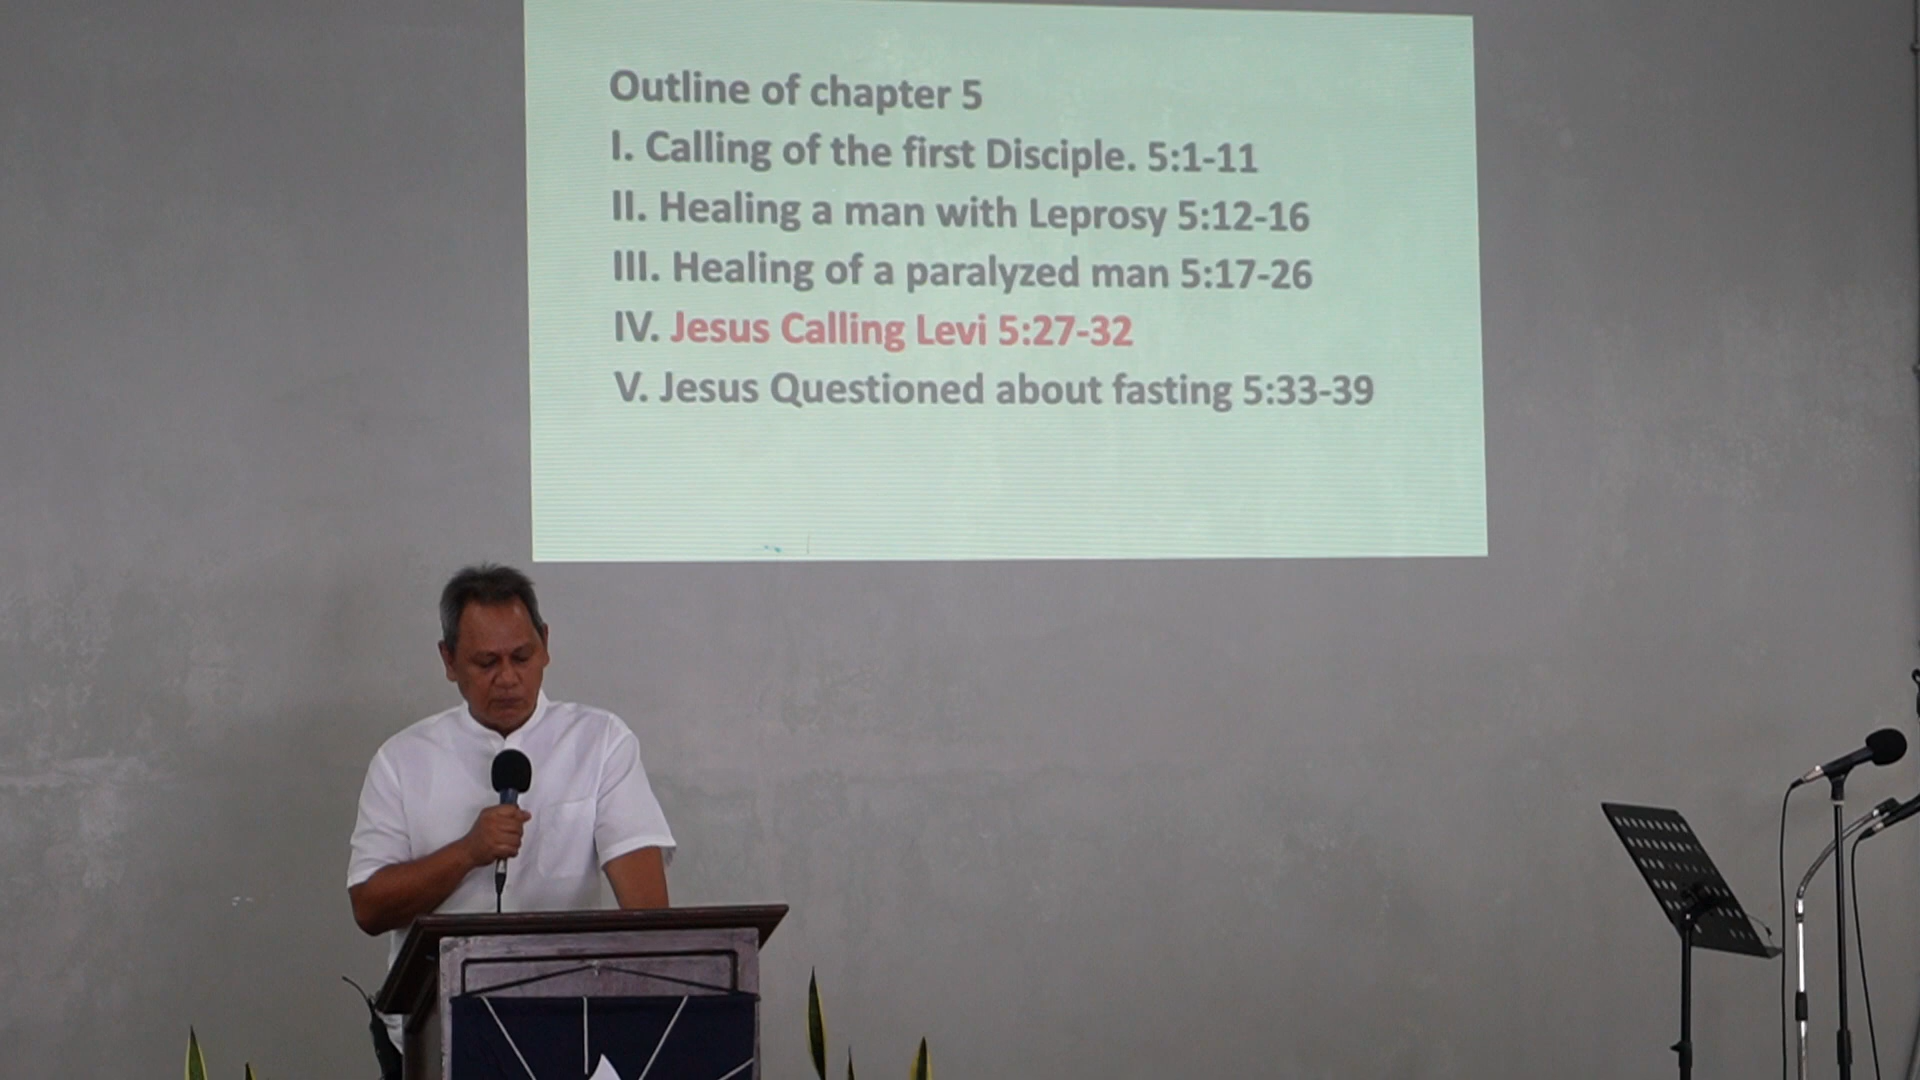 Outline of chapter 5
I. Calling of the first Disciple. 5:1-11
II. Healing a man with Leprosy 5:12-16
III. Healing of a paralyzed man 5:17-26
IV. Jesus Calling Levi 5:27-32
V. Jesus Questioned about fasting 5:33-39